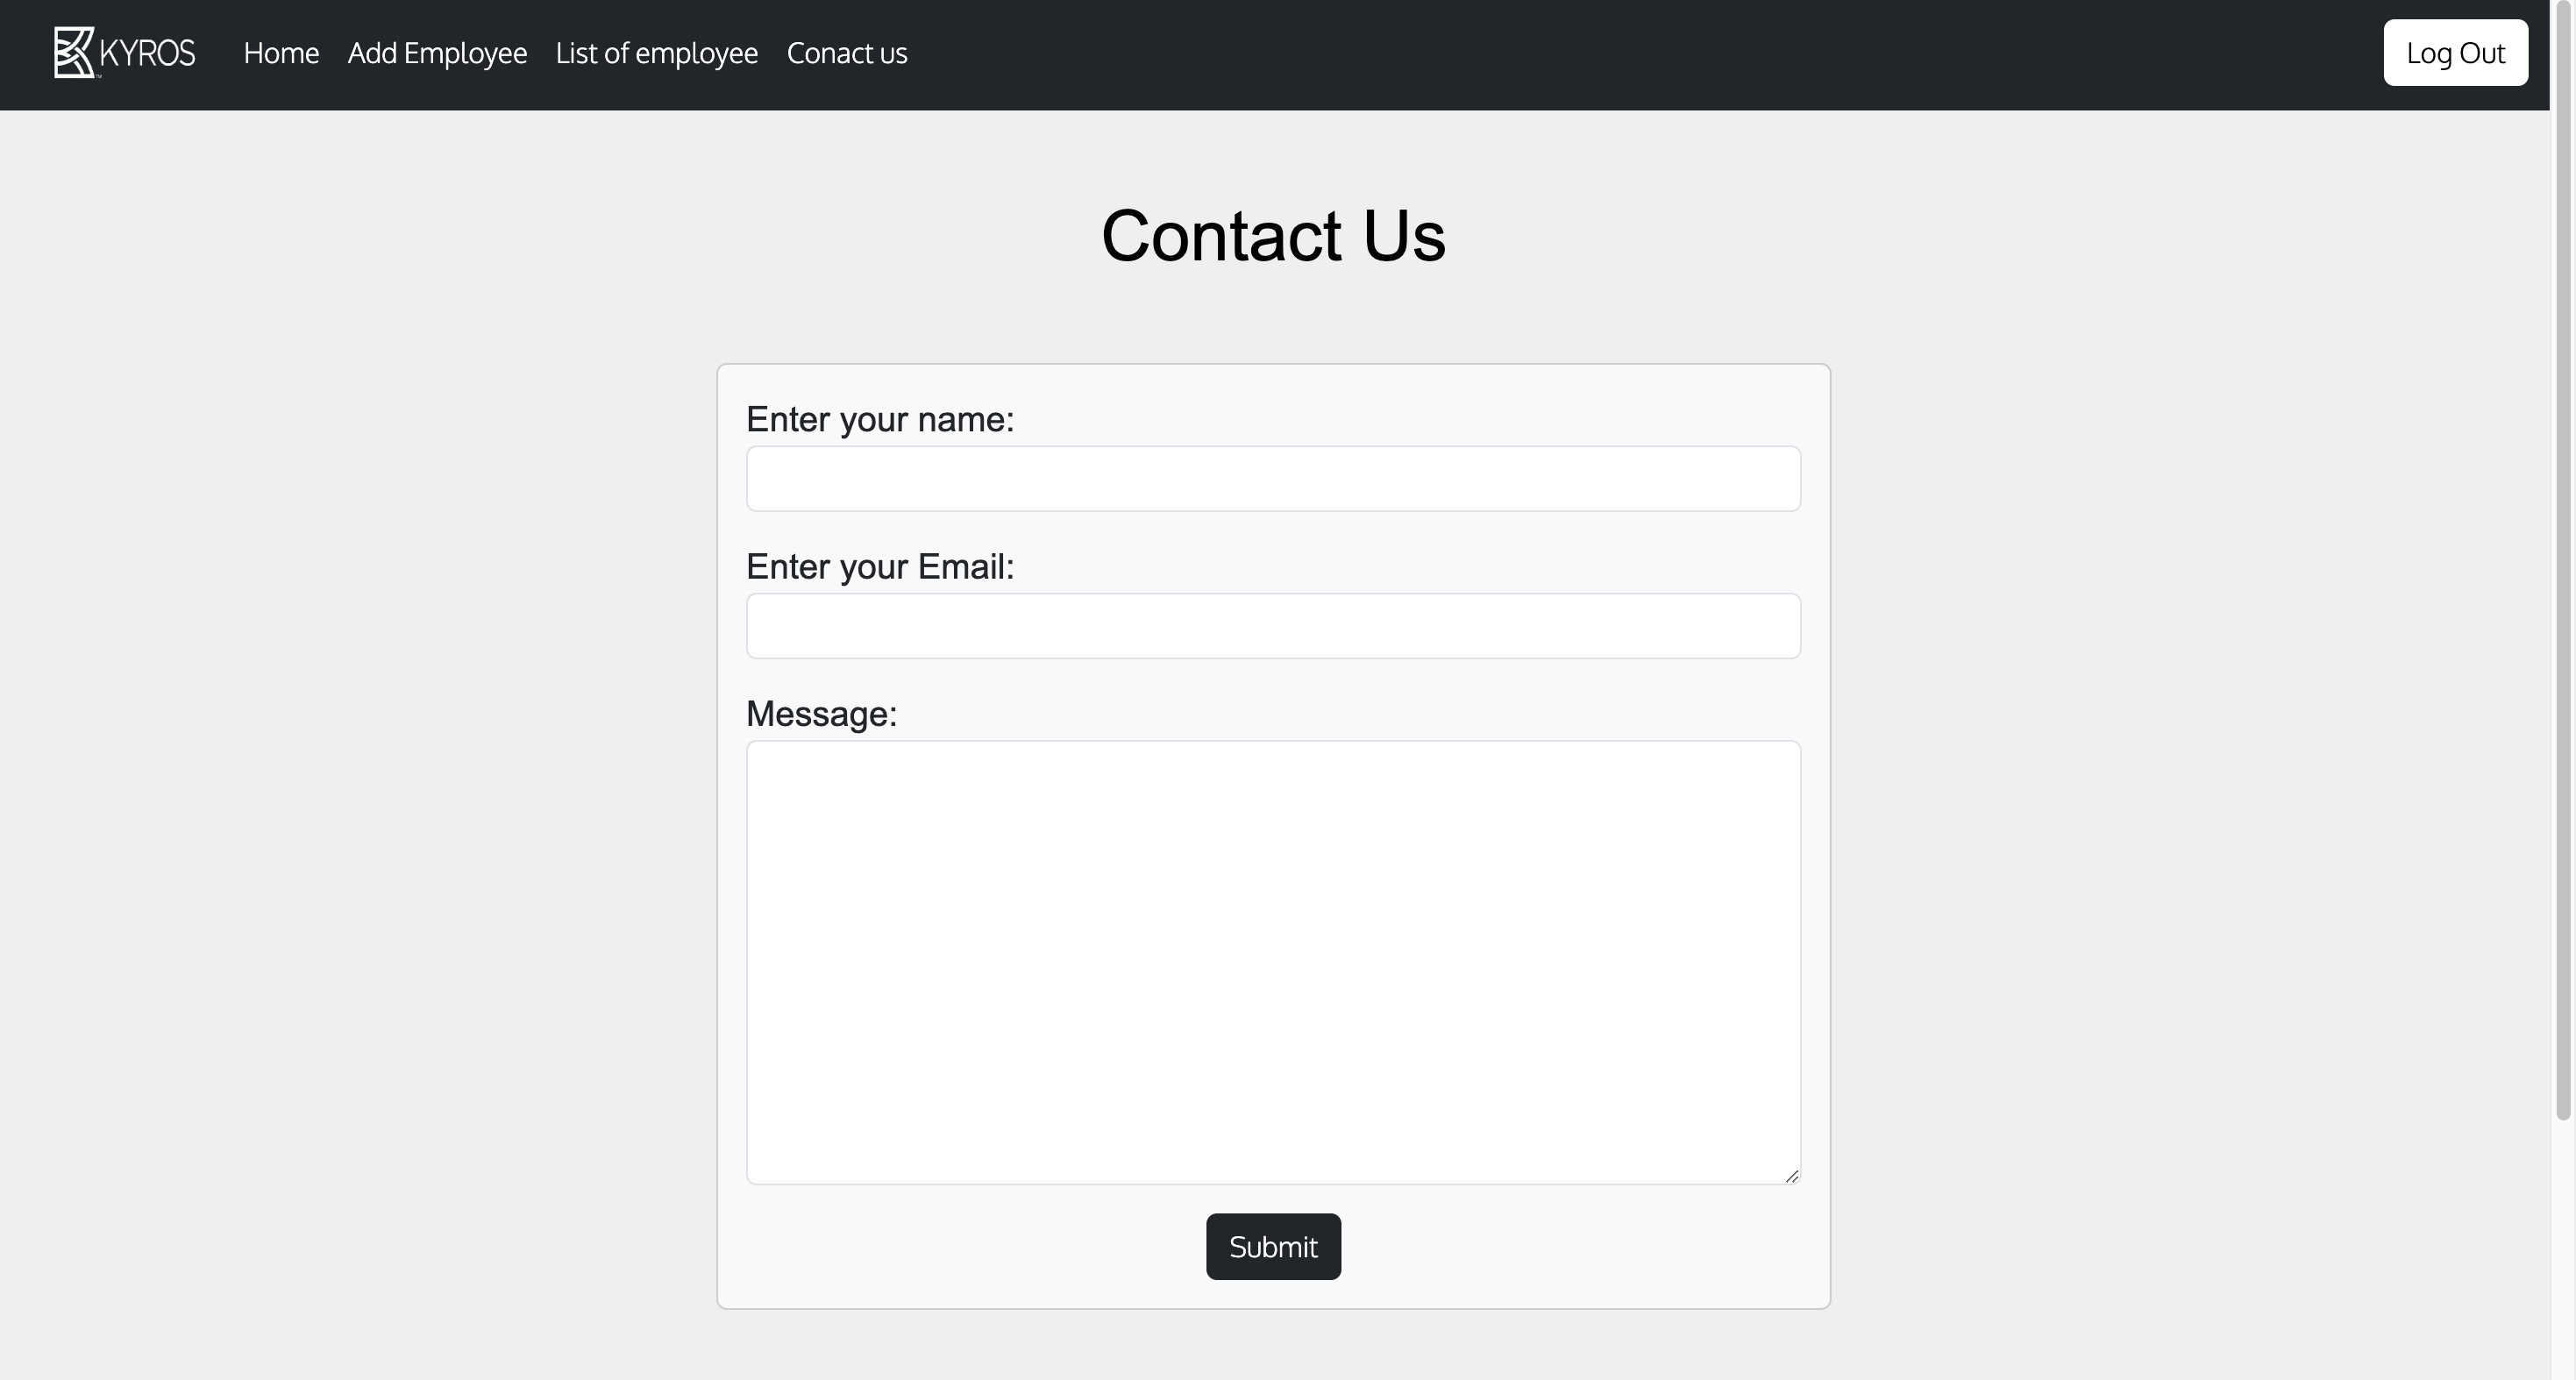 KYROS Home Add Employee List of employee Conact us Log Out
Contact Us
Enter your name:
Enter your Email:
Message:
Submit